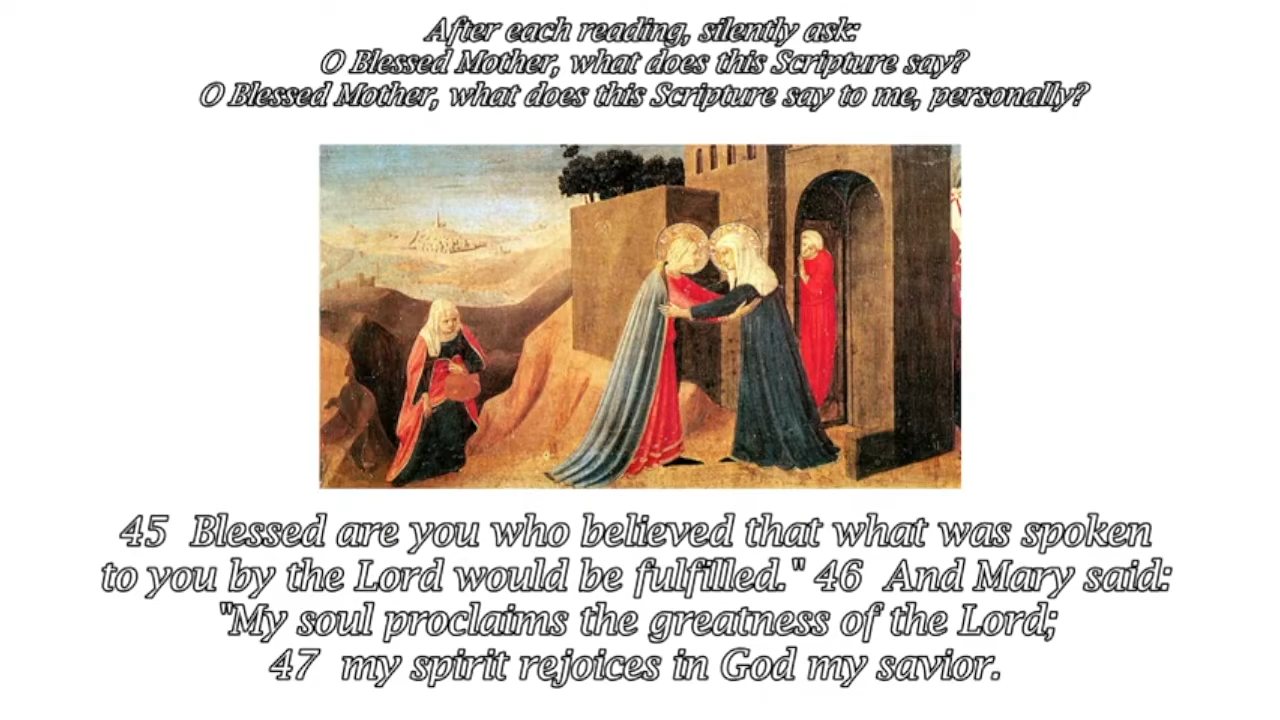 After each reading, silently ask:
O Blessed Mother, what does this Scripture say?
O Blessed Mother, what does this Scripture say to me, personally?
45 Blessed are you who believed that what was spoken
to you by the Lord would be fulfilled." 46 And Mary said:
"My soul proclaims the greatness of the Lord;
47 my spirit rejoices in God my savior.